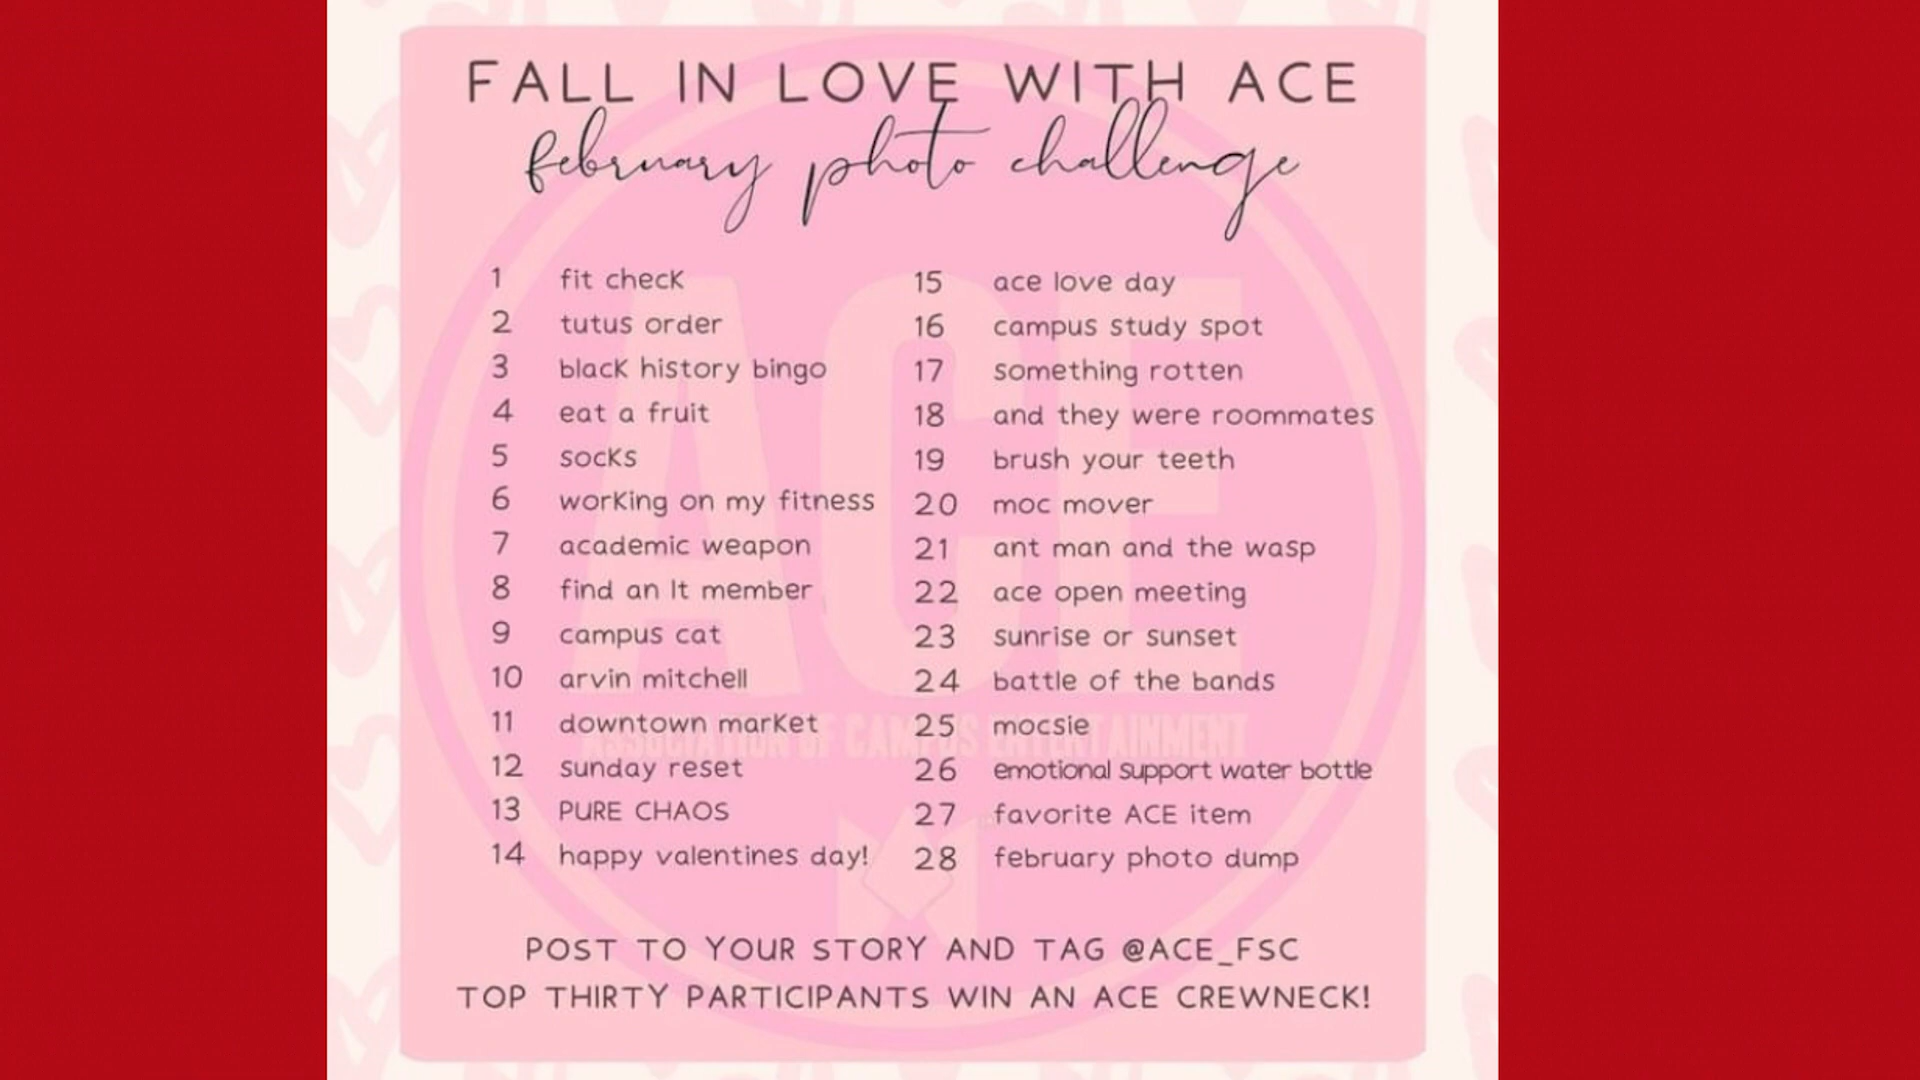 FALL IN LOVE WITH ACE
february photo challenge
1 fit check
2 tutus order
3 black history bingo
4 eat a fruit
5 socks
6 working on my fitness
7 academic weapon
8 find an lt member
9 campus cat
10 arvin mitchell
11 downtown market
12 sunday reset
13 PURE CHAOS
14 happy valentines day!
15 ace love day
16 campus study spot
17 something rotten
18 and they were roommates
19 brush your teeth
20 moc mover
21 ant man and the wasp
22 ace open meeting
23 sunrise or sunset
24 battle of the bands
25 mocsie
26 emotional support water bottle
27 favorite ACE item
28 february photo dump
ACE
ASSOCIATION OF CAMPUS ENTERTAINMENT
POST TO YOUR STORY AND TAG @ACE_FSC
TOP THIRTY PARTICIPANTS WIN AN ACE CREWNECK!